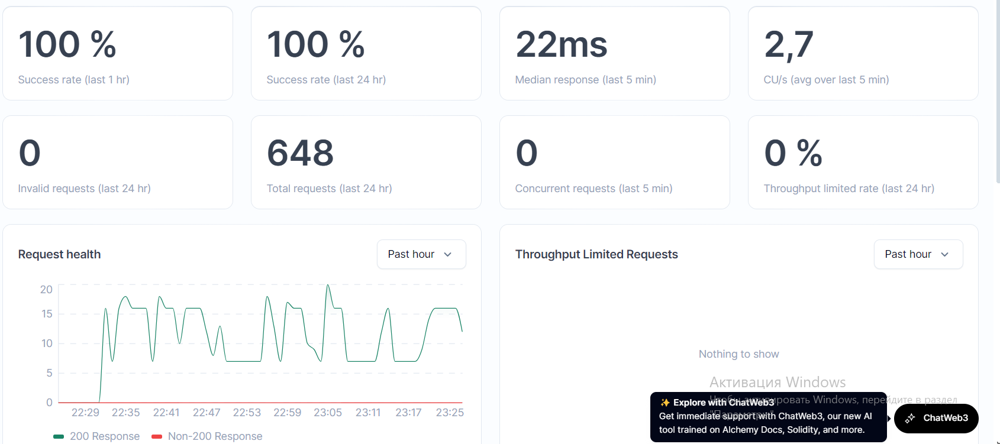 100 %
Success rate (last 1 hr)
100 %
Success rate (last 24 hr)
22ms
Median response (last 5 min)
2,7
CU/s (avg over last 5 min)
0
Invalid requests (last 24 hr)
648
Total requests (last 24 hr)
0
Concurrent requests (last 5 min)
0 %
Throughput limited rate (last 24 hr)
Request health
Past hour
20
15
10
5
0
22:29 22:35 22:41 22:47 22:53 22:59 23:05 23:11 23:17 23:25
200 Response Non-200 Response
Throughput Limited Requests
Past hour
Nothing to show
Активация Windows
Чтобы активировать Windows, перейдите в раздел
"Параметры".
✨ Explore with ChatWeb3
Get immediate support with ChatWeb3, our new AI
tool trained on Alchemy Docs, Solidity, and more.
ChatWeb3